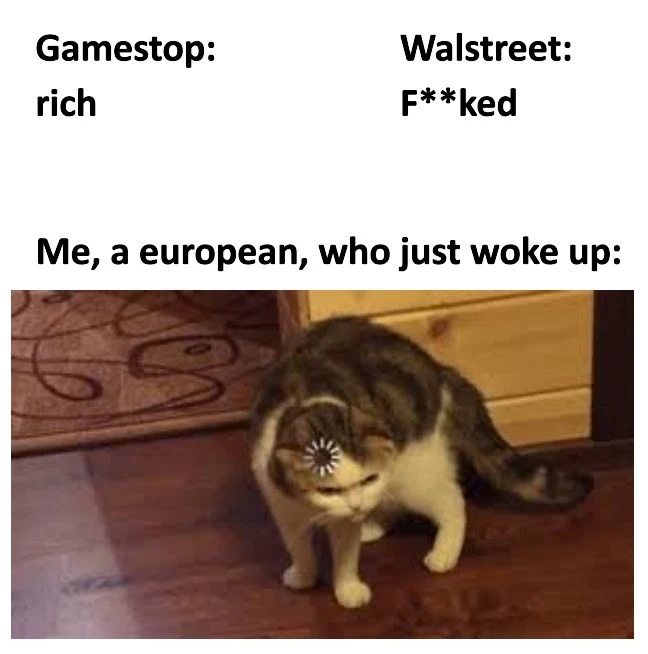 Gamestop:
rich
Walstreet:
F**ked
Me, a european, who just woke up: